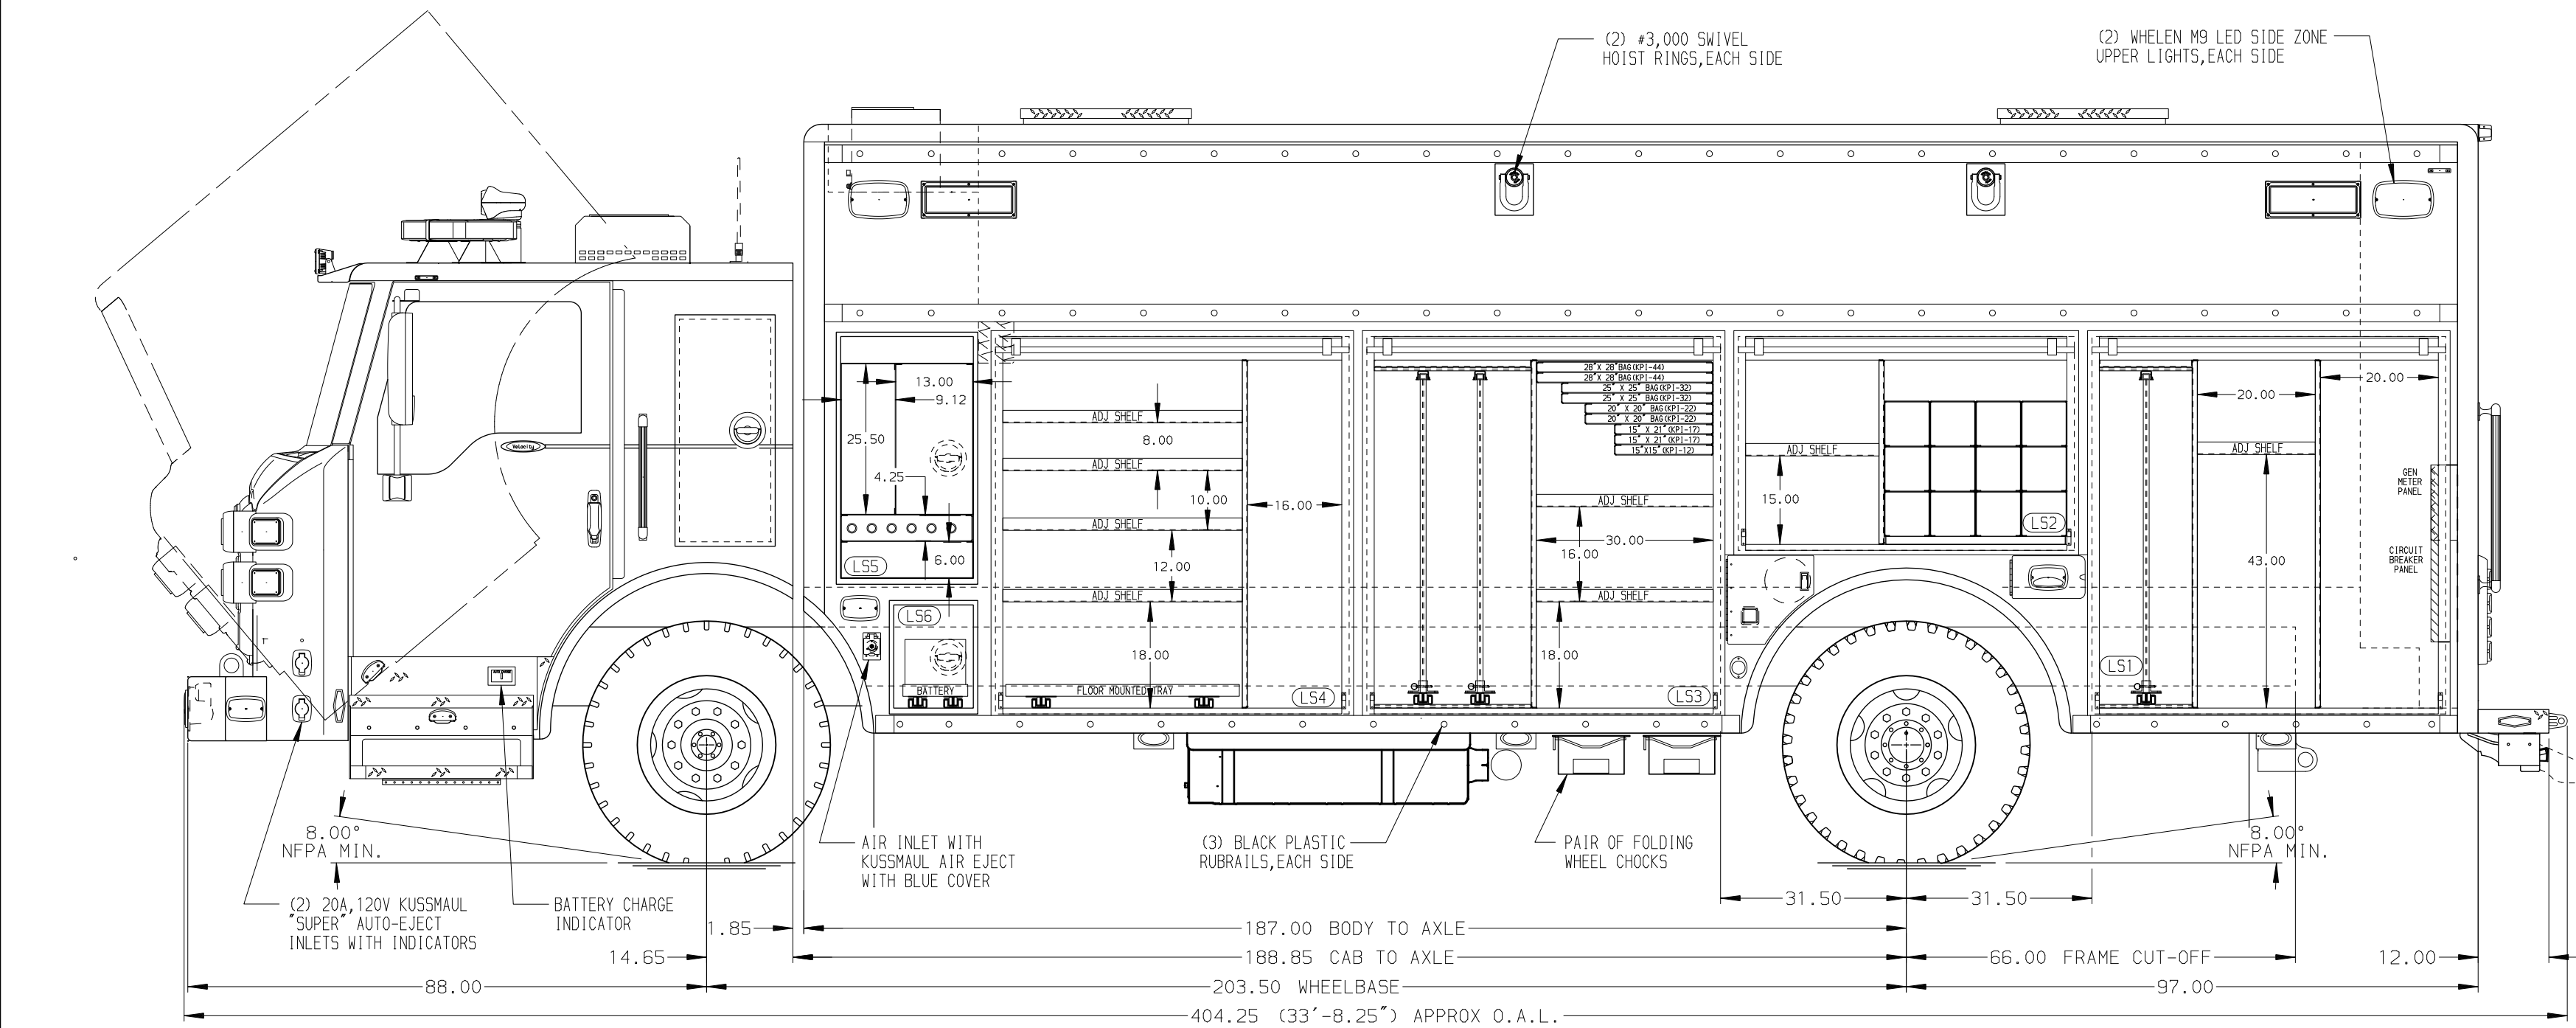 (2) #3,000 SWIVEL
HOIST RINGS,EACH SIDE
(2) WHELEN M9 LED SIDE ZONE
UPPER LIGHTS,EACH SIDE
13.00
9.12
25.50
4.25
6.00
LS5
LS6
BATTERY
Velocity
ADJ SHELF
8.00
ADJ SHELF
10.00
16.00
ADJ SHELF
12.00
ADJ SHELF
18.00
FLOOR MOUNTED TRAY
LS4
28"X 28"BAG(KPI-44)
28"X 28"BAG(KPI-44)
25" X 25" BAG(KPI-32)
25" X 25" BAG(KPI-32)
20" X 20" BAG(KPI-22)
20" X 20" BAG(KPI-22)
15" X 21"(KPI-17)
15" X 21"(KPI-17)
15"X15"(KPI-12)
ADJ SHELF
30.00
16.00
ADJ SHELF
18.00
LS3
ADJ SHELF
15.00
LS2
20.00
20.00
ADJ SHELF
43.00
LS1
GEN
METER
PANEL
CIRCUIT
BREAKER
PANEL
8.00°
NFPA MIN.
(2) 20A,120V KUSSMAUL
"SUPER" AUTO-EJECT
INLETS WITH INDICATORS
BATTERY CHARGE
INDICATOR
AIR INLET WITH
KUSSMAUL AIR EJECT
WITH BLUE COVER
(3) BLACK PLASTIC
RUBRAILS,EACH SIDE
PAIR OF FOLDING
WHEEL CHOCKS
8.00°
NFPA MIN.
31.50
31.50
1.85
187.00 BODY TO AXLE
14.65
188.85 CAB TO AXLE
66.00 FRAME CUT-OFF
12.00
88.00
203.50 WHEELBASE
97.00
404.25 (33'-8.25") APPROX O.A.L.